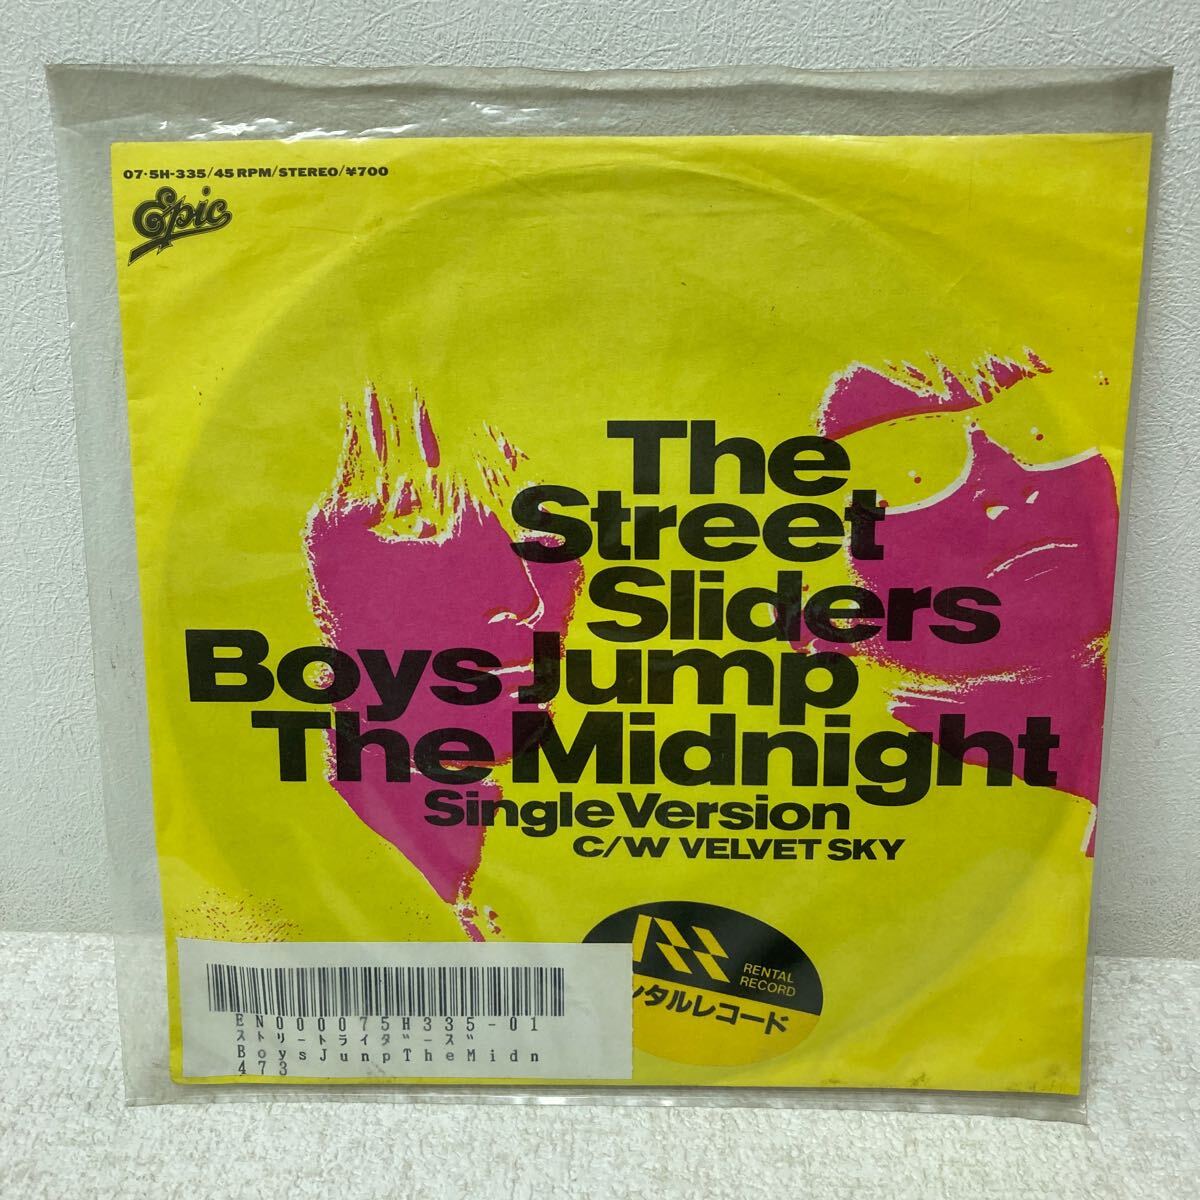 07・5H-335/45 RPM/STEREO/¥700
Epic
The
Street
Sliders
Boys Jump
The Midnight
Single Version
C/W VELVET SKY
RENTAL
RECORD
ンタルレコード
EN000075H335-01
ストリートライダーズ
BoysJunpTheMidn
473